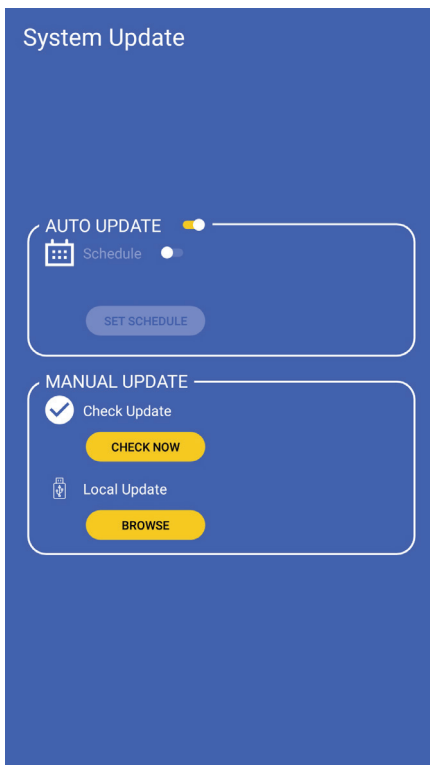 System Update
AUTO UPDATE
Schedule
SET SCHEDULE
MANUAL UPDATE
Check Update
CHECK NOW
Local Update
BROWSE